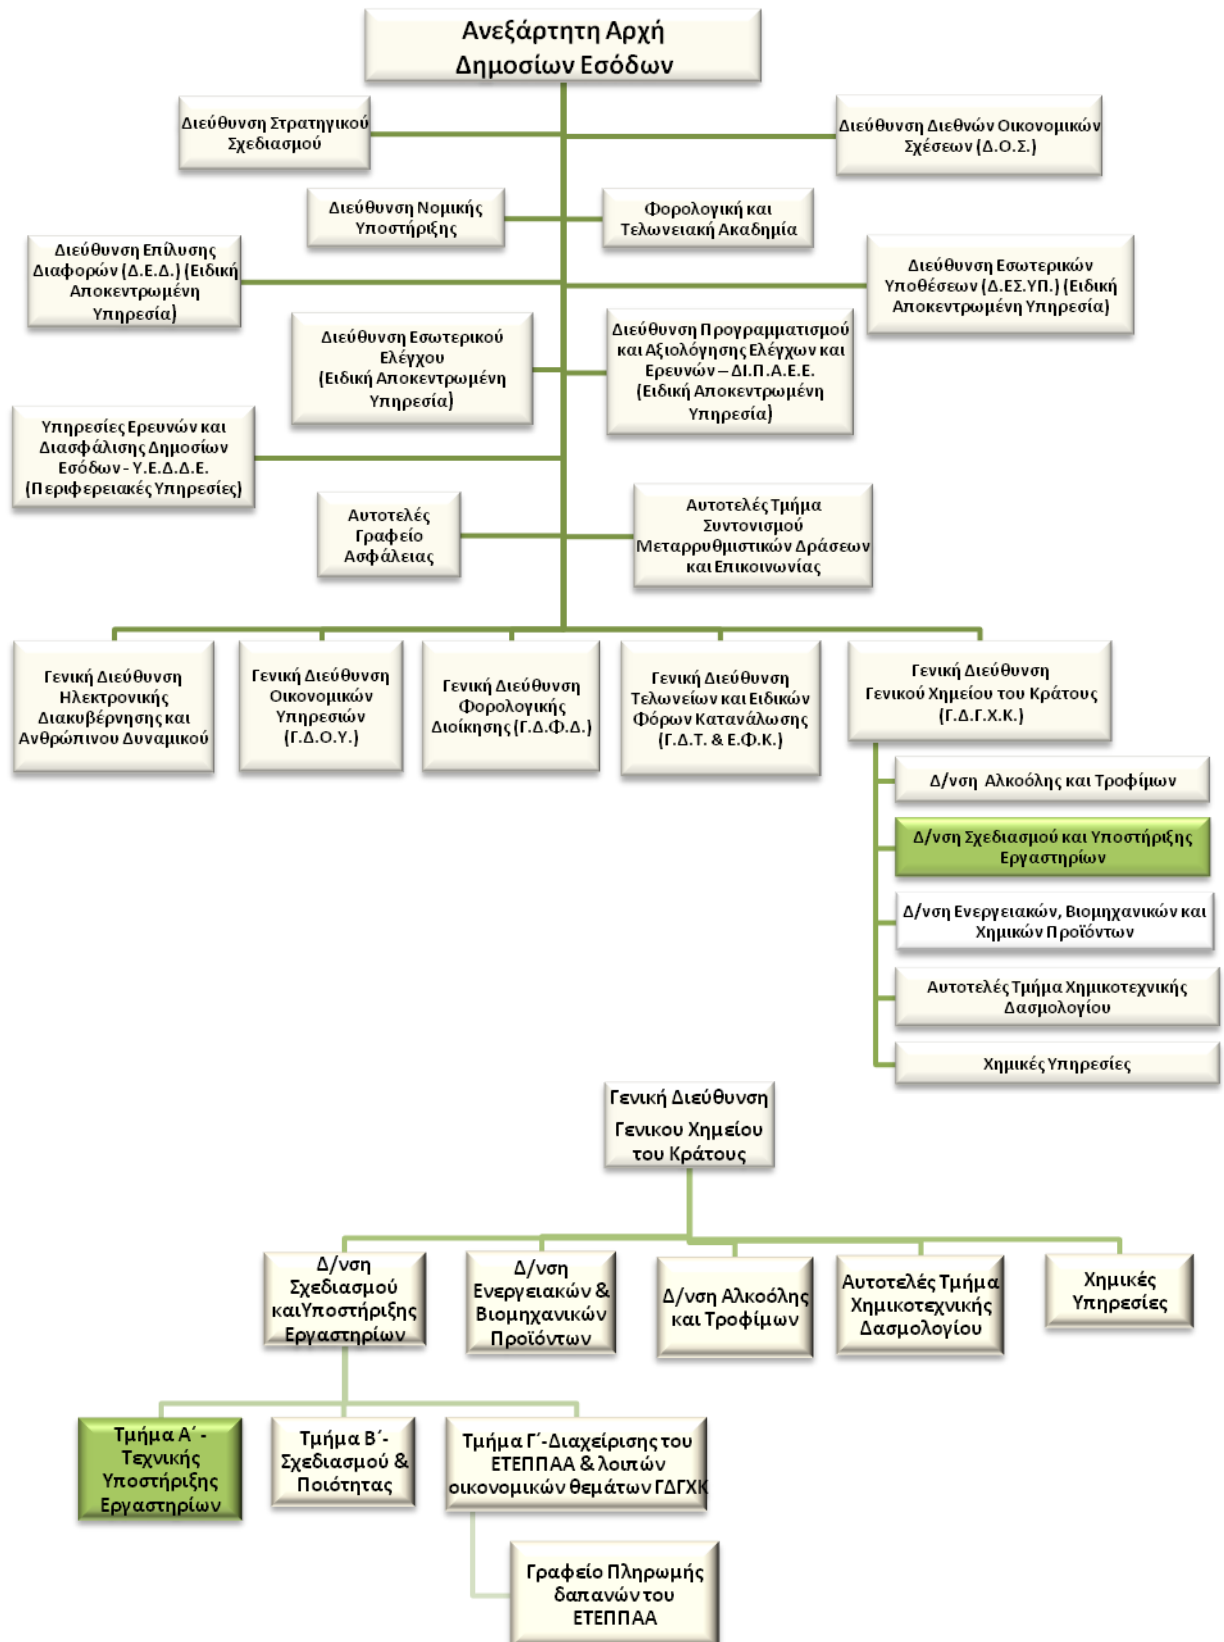 Ανεξάρτητη Αρχή
Δημοσίων Εσόδων
Διεύθυνση Στρατηγικού
Σχεδιασμού
Διεύθυνση Διεθνών Οικονομικών
Σχέσεων (Δ.Ο.Σ.)
Διεύθυνση Νομικής
Υποστήριξης
Φορολογική και
Τελωνειακή Ακαδημία
Διεύθυνση Επίλυσης
Διαφορών (Δ.Ε.Δ.) (Ειδική
Αποκεντρωμένη
Υπηρεσία)
Διεύθυνση Εσωτερικών
Υποθέσεων (Δ.ΕΣ.ΥΠ.) (Ειδική
Αποκεντρωμένη Υπηρεσία)
Διεύθυνση Εσωτερικού
Ελέγχου
(Ειδική Αποκεντρωμένη
Υπηρεσία)
Διεύθυνση Προγραμματισμού
και Αξιολόγησης Ελέγχων και
Ερευνών – ΔΙ.Π.Α.Ε.Ε.
(Ειδική Αποκεντρωμένη
Υπηρεσία)
Υπηρεσίες Ερευνών και
Διασφάλισης Δημοσίων
Εσόδων - Υ.Ε.Δ.Δ.Ε.
(Περιφερειακές Υπηρεσίες)
Αυτοτελές
Γραφείο
Ασφάλειας
Αυτοτελές Τμήμα
Συντονισμού
Μεταρρυθμιστικών Δράσεων
και Επικοινωνίας
Γενική Διεύθυνση
Ηλεκτρονικής
Διακυβέρνησης και
Ανθρώπινου Δυναμικού
Γενική Διεύθυνση
Οικονομικών
Υπηρεσιών
(Γ.Δ.Ο.Υ.)
Γενική Διεύθυνση
Φορολογικής
Διοίκησης (Γ.Δ.Φ.Δ.)
Γενική Διεύθυνση
Τελωνείων και Ειδικών
Φόρων Κατανάλωσης
(Γ.Δ.Τ. & Ε.Φ.Κ.)
Γενική Διεύθυνση
Γενικού Χημείου του Κράτους
(Γ.Δ.Γ.Χ.Κ.)
Δ/νση Αλκοόλης και Τροφίμων
Δ/νση Σχεδιασμού και Υποστήριξης
Εργαστηρίων
Δ/νση Ενεργειακών, Βιομηχανικών και
Χημικών Προϊόντων
Αυτοτελές Τμήμα Χημικοτεχνικής
Δασμολογίου
Χημικές Υπηρεσίες
Γενική Διεύθυνση
Γενικου Χημείου
του Κράτους
Δ/νση
Σχεδιασμού
καιΥποστήριξης
Εργαστηρίων
Δ/νση
Ενεργειακών &
Βιομηχανικών
Προϊόντων
Δ/νση Αλκοόλης
και Τροφίμων
Αυτοτελές Τμήμα
Χημικοτεχνικής
Δασμολογίου
Χημικές
Υπηρεσίες
Τμήμα Α΄ -
Τεχνικής
Υποστήριξης
Εργαστηρίων
Τμήμα Β΄-
Σχεδιασμού &
Ποιότητας
Τμήμα Γ΄-Διαχείρισης του
ΕΤΕΠΠΑΑ & λοιπών
οικονομικών θεμάτων ΓΔΓΧΚ
Γραφείο Πληρωμής
δαπανών του
ΕΤΕΠΠΑΑ